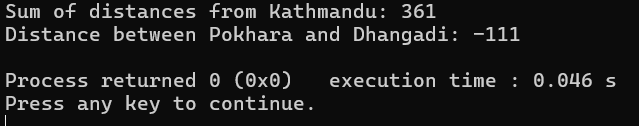 Sum of distances from Kathmandu: 361
Distance between Pokhara and Dhangadi: -111
Process returned 0 (0x0)   execution time : 0.046 s
Press any key to continue.